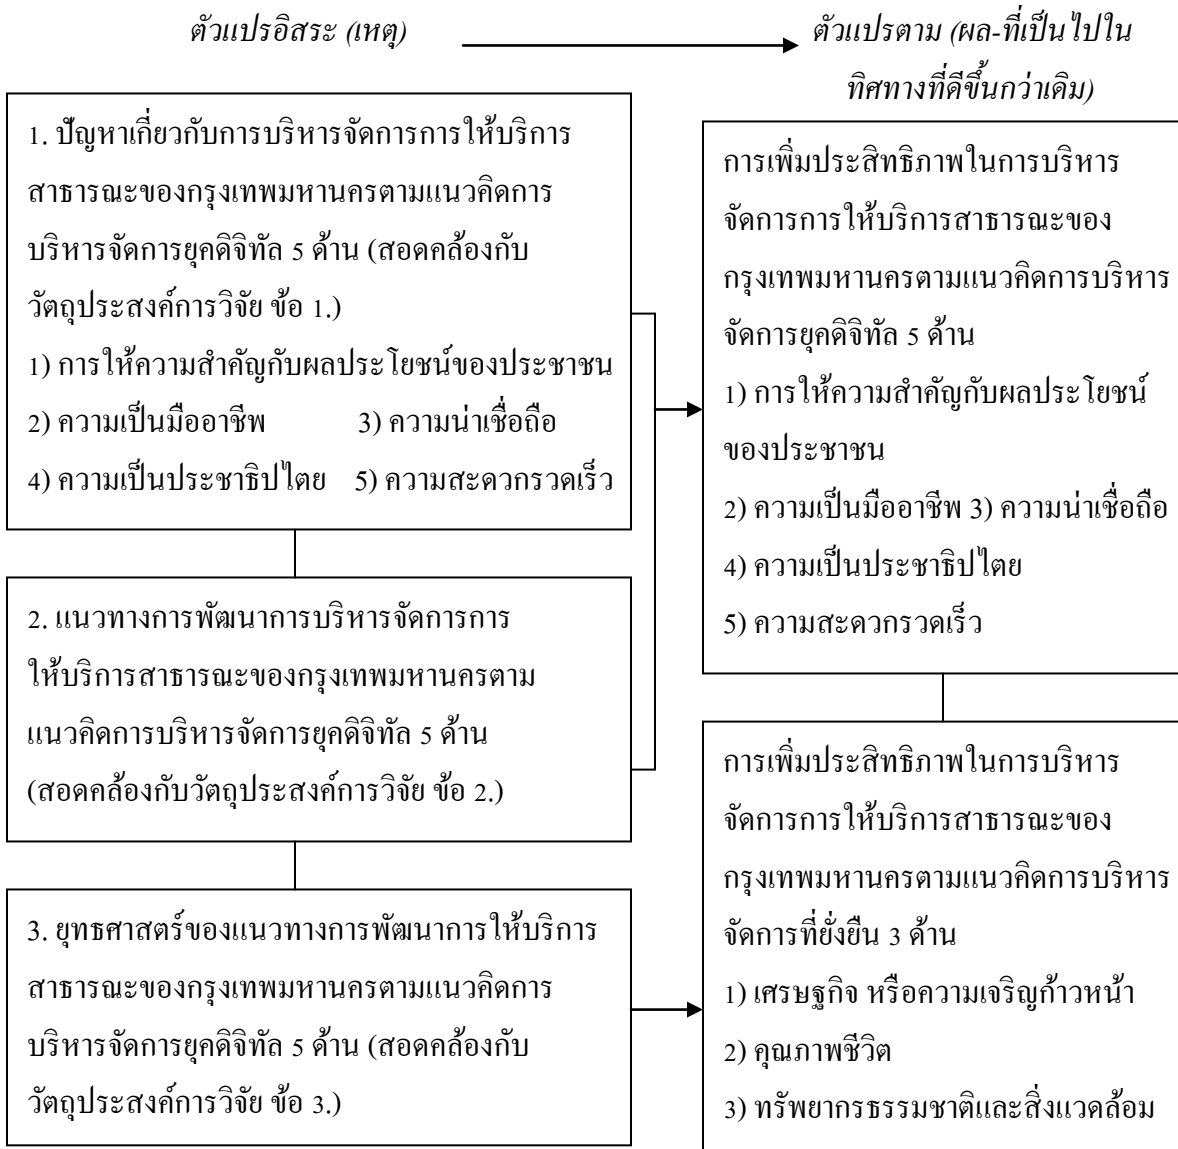 ตัวแปรอิสระ (เหตุ)
ตัวแปรตาม (ผล-ที่เป็นไปใน
ทิศทางที่ดีขึ้นกว่าเดิม)
1. ปัญหาเกี่ยวกับการบริหารจัดการการให้บริการ
สาธารณะของกรุงเทพมหานครตามแนวคิดการ
บริหารจัดการยุคดิจิทัล 5 ด้าน (สอดคล้องกับ
วัตถุประสงค์การวิจัย ข้อ 1.)
1) การให้ความสำคัญกับผลประโยชน์ของประชาชน
2) ความเป็นมืออาชีพ 3) ความน่าเชื่อถือ
4) ความเป็นประชาธิปไตย 5) ความสะดวกรวดเร็ว
2. แนวทางการพัฒนาการบริหารจัดการการ
ให้บริการสาธารณะของกรุงเทพมหานครตาม
แนวคิดการบริหารจัดการยุคดิจิทัล 5 ด้าน
(สอดคล้องกับวัตถุประสงค์การวิจัย ข้อ 2.)
3. ยุทธศาสตร์ของแนวทางการพัฒนาการให้บริการ
สาธารณะของกรุงเทพมหานครตามแนวคิดการ
บริหารจัดการยุคดิจิทัล 5 ด้าน (สอดคล้องกับ
วัตถุประสงค์การวิจัย ข้อ 3.)
การเพิ่มประสิทธิภาพในการบริหาร
จัดการการให้บริการสาธารณะของ
กรุงเทพมหานครตามแนวคิดการบริหาร
จัดการยุคดิจิทัล 5 ด้าน
1) การให้ความสำคัญกับผลประโยชน์
ของประชาชน
2) ความเป็นมืออาชีพ 3) ความน่าเชื่อถือ
4) ความเป็นประชาธิปไตย
5) ความสะดวกรวดเร็ว
การเพิ่มประสิทธิภาพในการบริหาร
จัดการการให้บริการสาธารณะของ
กรุงเทพมหานครตามแนวคิดการบริหาร
จัดการที่ยั่งยืน 3 ด้าน
1) เศรษฐกิจ หรือความเจริญก้าวหน้า
2) คุณภาพชีวิต
3) ทรัพยากรธรรมชาติและสิ่งแวดล้อม